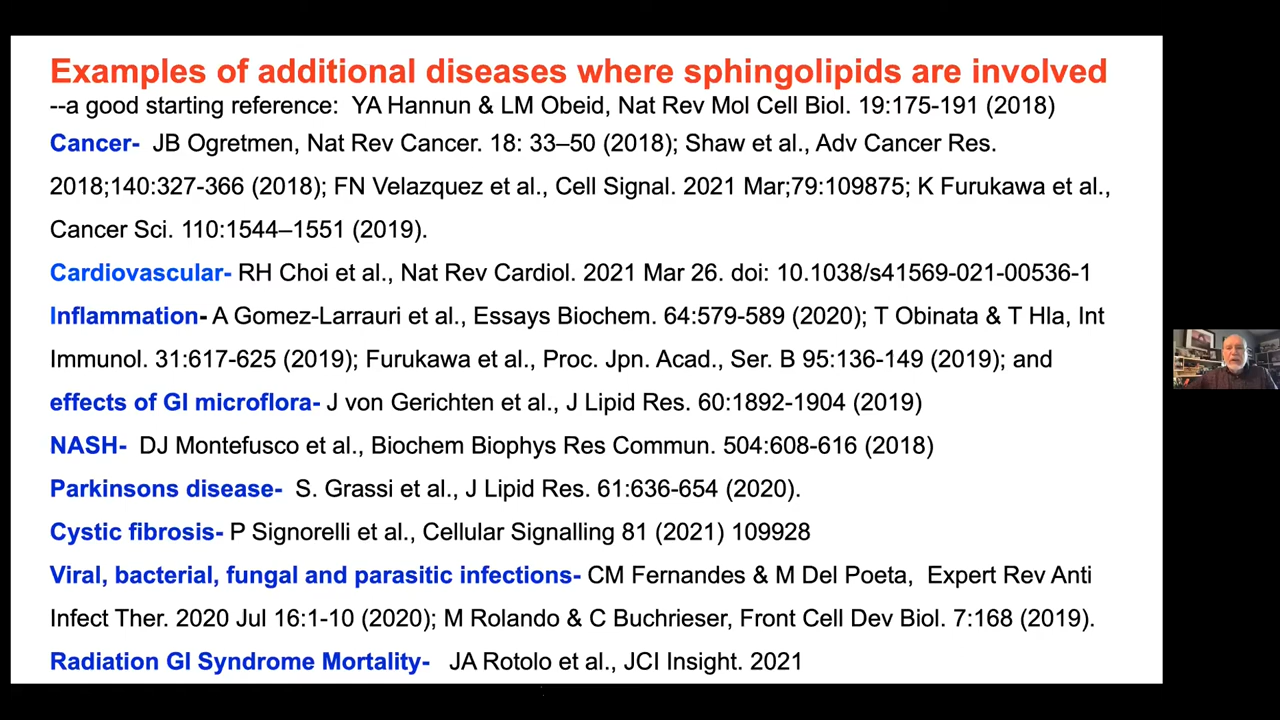 Examples of additional diseases where sphingolipids are involved
--a good starting reference: YA Hannun & LM Obeid, Nat Rev Mol Cell Biol. 19:175-191 (2018)
Cancer- JB Ogretmen, Nat Rev Cancer. 18: 33–50 (2018); Shaw et al., Adv Cancer Res.
2018;140:327-366 (2018); FN Velazquez et al., Cell Signal. 2021 Mar;79:109875; K Furukawa et al.,
Cancer Sci. 110:1544–1551 (2019).
Cardiovascular- RH Choi et al., Nat Rev Cardiol. 2021 Mar 26. doi: 10.1038/s41569-021-00536-1
Inflammation- A Gomez-Larrauri et al., Essays Biochem. 64:579-589 (2020); T Obinata & T Hla, Int
Immunol. 31:617-625 (2019); Furukawa et al., Proc. Jpn. Acad., Ser. B 95:136-149 (2019); and
effects of GI microflora- J von Gerichten et al., J Lipid Res. 60:1892-1904 (2019)
NASH- DJ Montefusco et al., Biochem Biophys Res Commun. 504:608-616 (2018)
Parkinsons disease- S. Grassi et al., J Lipid Res. 61:636-654 (2020).
Cystic fibrosis- P Signorelli et al., Cellular Signalling 81 (2021) 109928
Viral, bacterial, fungal and parasitic infections- CM Fernandes & M Del Poeta, Expert Rev Anti
Infect Ther. 2020 Jul 16:1-10 (2020); M Rolando & C Buchrieser, Front Cell Dev Biol. 7:168 (2019).
Radiation GI Syndrome Mortality- JA Rotolo et al., JCI Insight. 2021